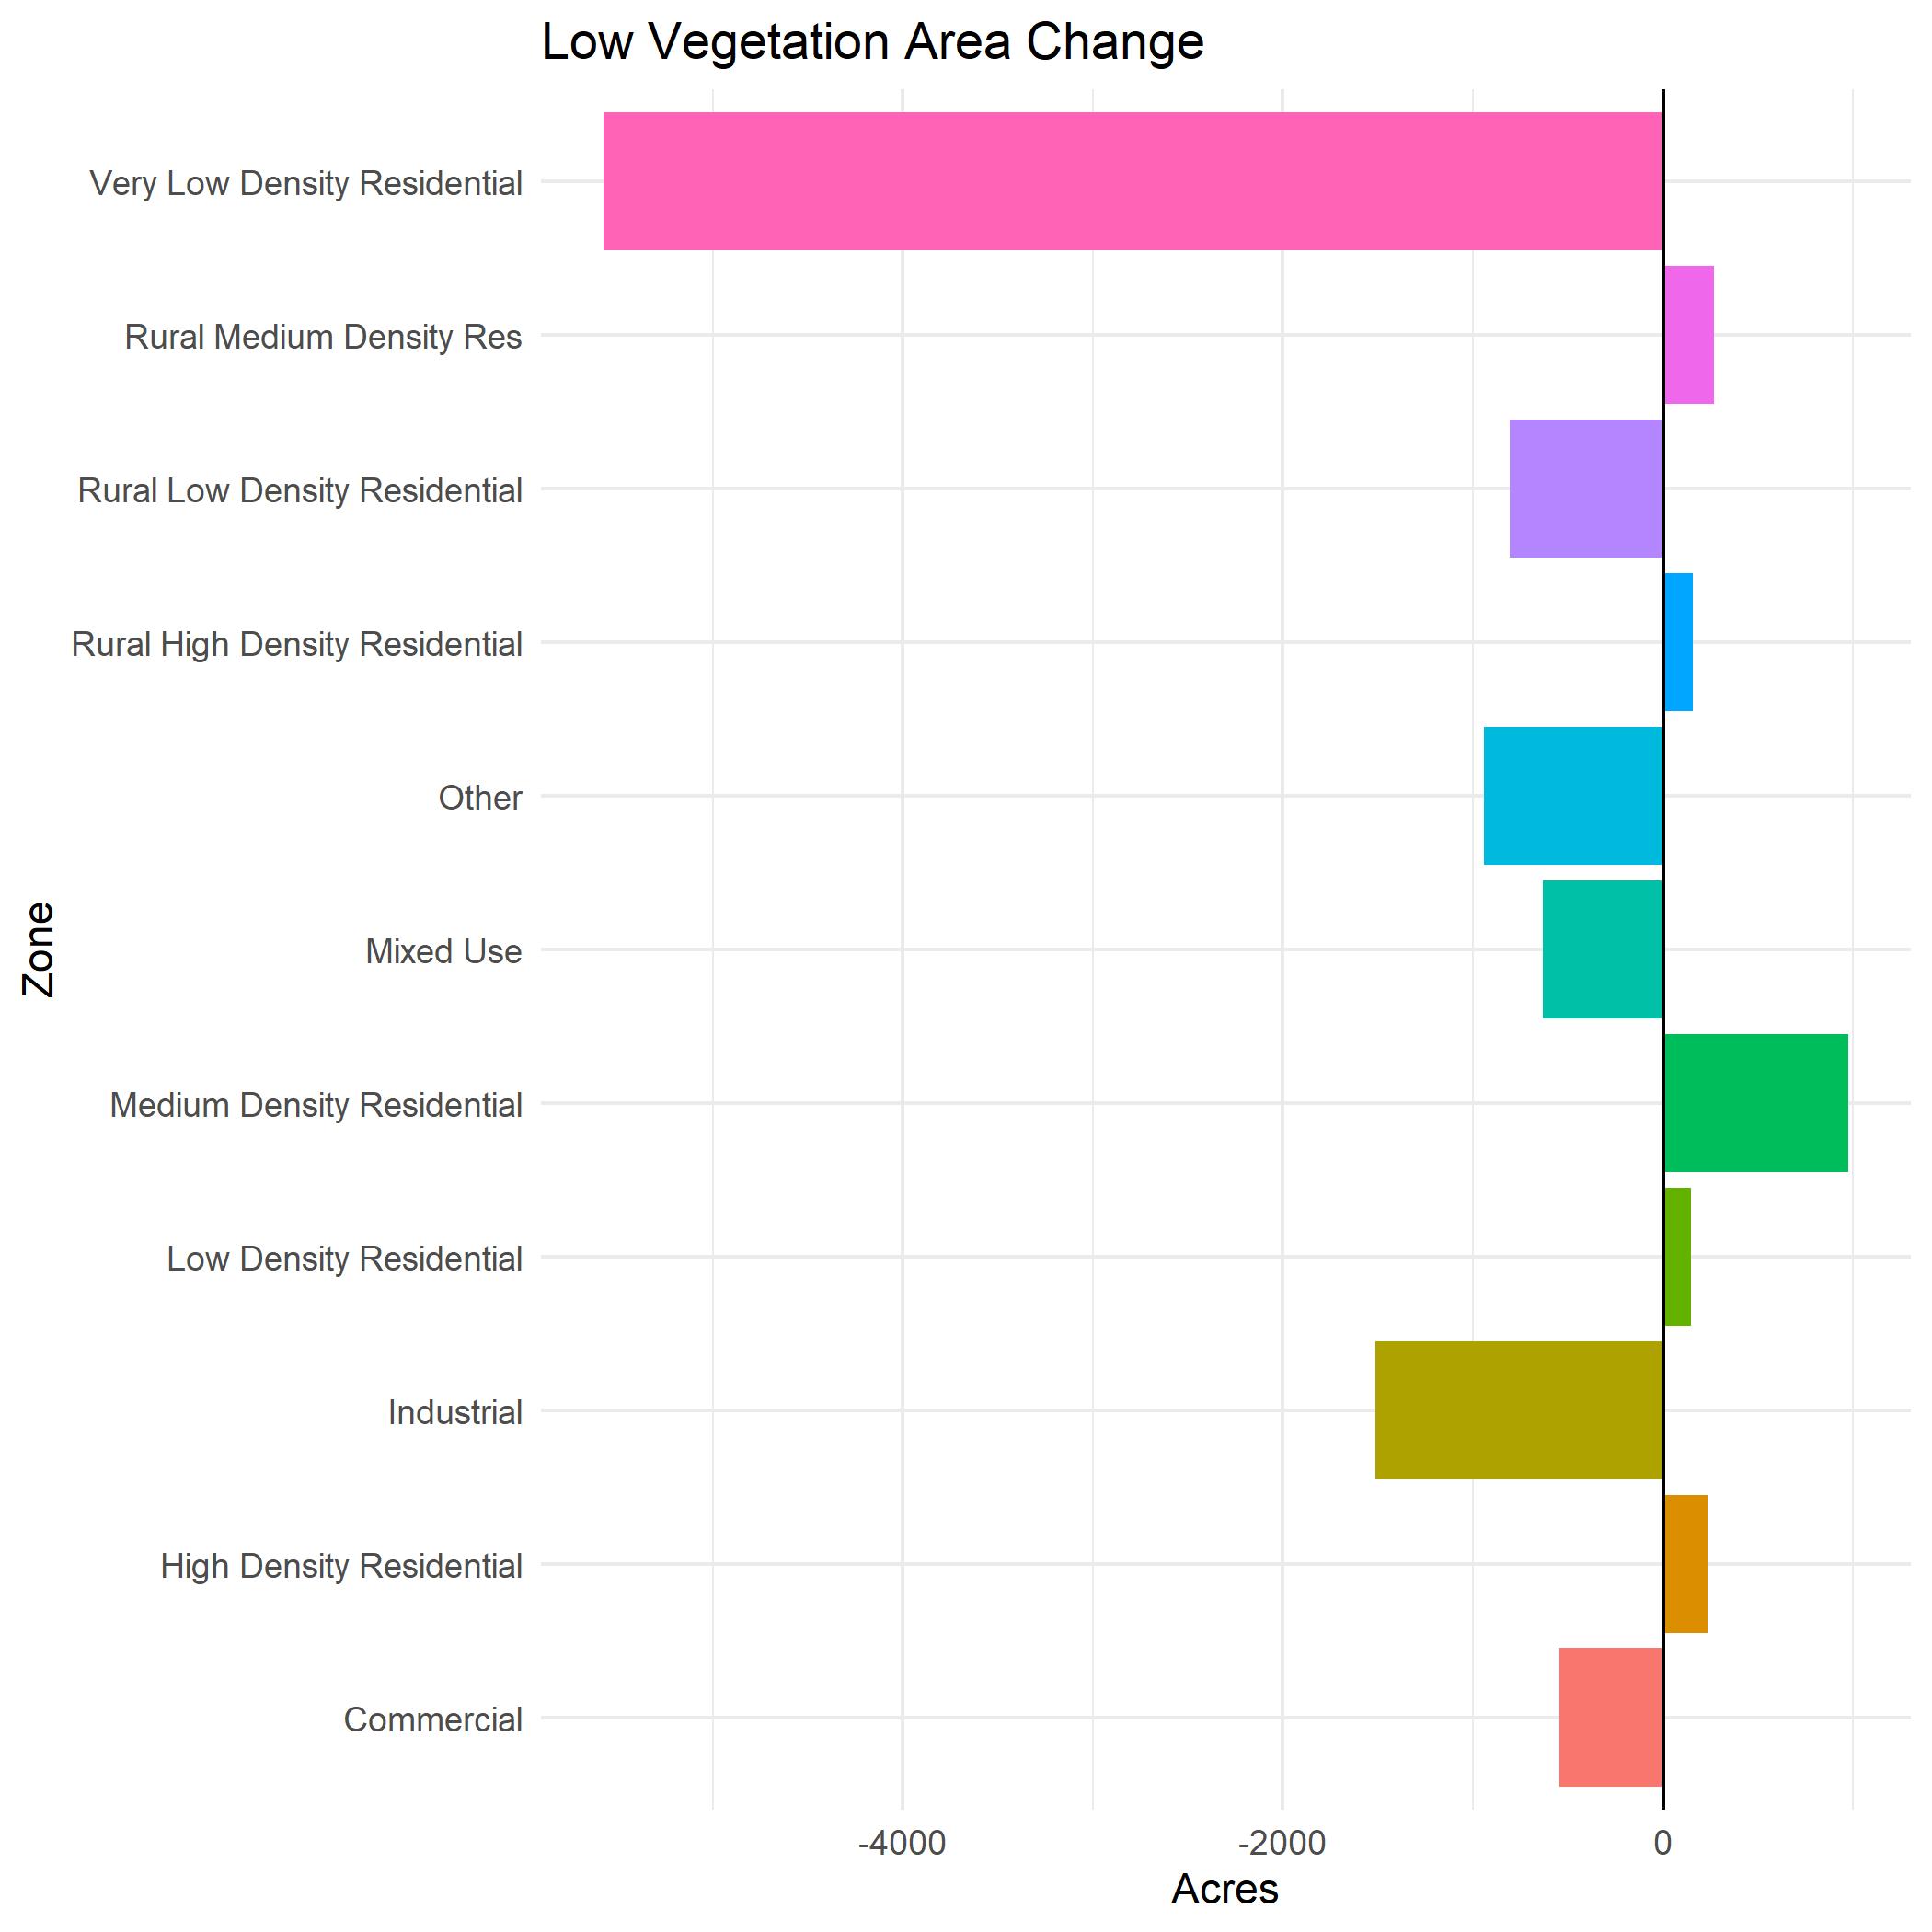 Low Vegetation Area Change
Very Low Density Residential
Rural Medium Density Res
Rural Low Density Residential
Rural High Density Residential
Other
Mixed Use
Medium Density Residential
Low Density Residential
Industrial
High Density Residential
Commercial
Zone
-4000
-2000
0
Acres